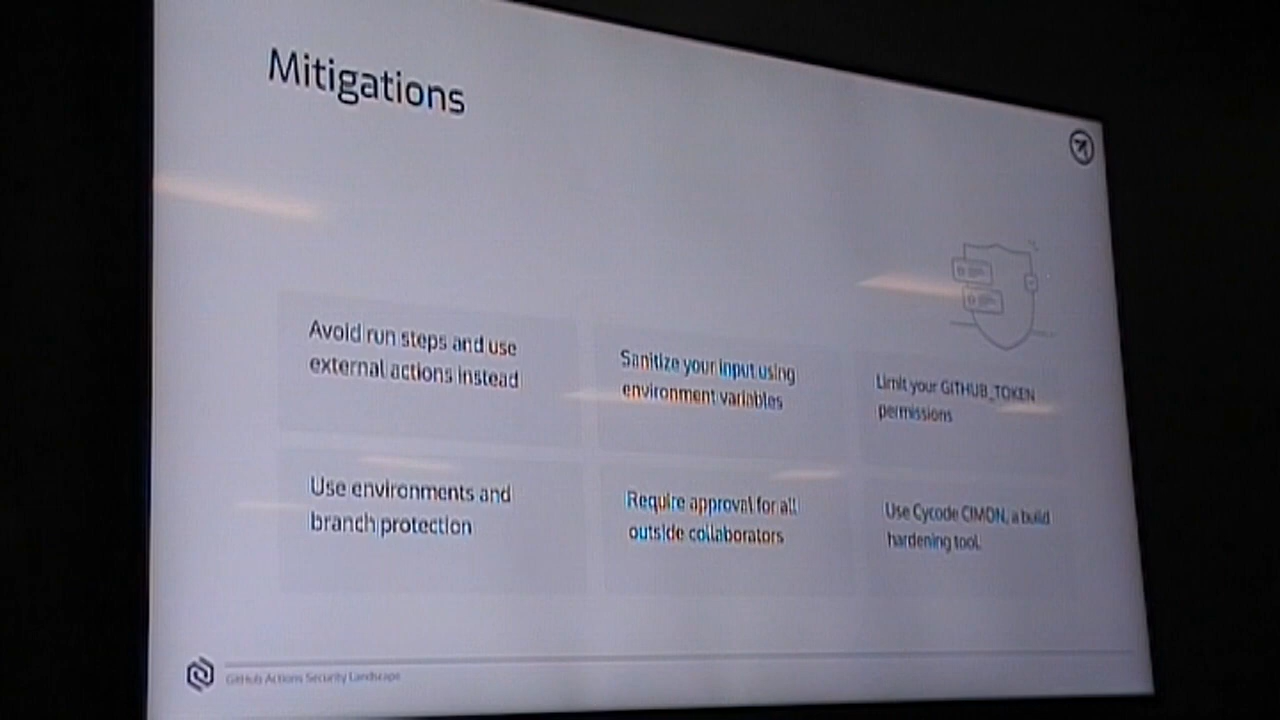 Mitigations
Avoid run steps and use
external actions instead
Sanitize your input using
environment variables
Limit your GITHUB_TOKEN
permissions
Use environments and
branch protection
Require approval for all
outside collaborators
Use Cycode CIMON, a build
hardening tool.
GitHub Actions Security Landscape